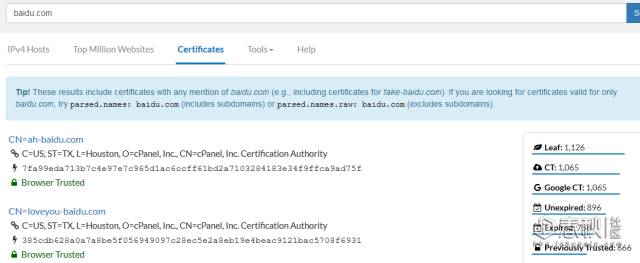 baidu.com
S
IPv4 Hosts Top Million Websites Certificates Tools Help
Tip! These results include certificates with any mention of baidu.com (e.g., including certificates for fake-baidu.com). If you are looking for certificates valid for only
baidu.com, try parsed.names: baidu.com (includes subdomains) or parsed.names.raw: baidu.com (excludes subdomains).
CN=ah-baidu.com
C=US, ST=TX, L=Houston, O=cPanel, Inc., CN=cPanel, Inc. Certification Authority
7fa99eda713b7c4e97e7c965d1ac6ccff61bd2a7103284183e34f9ffca9ad75f
Browser Trusted
CN=loveyou-baidu.com
C=US, ST=TX, L=Houston, O=cPanel, Inc., CN=cPanel, Inc. Certification Authority
385cdb628a0a7a8be5f056949097c28ec5e2a8eb19e4beac9121bac5708f6931
Browser Trusted
Leaf: 1,126
CT: 1,065
Google CT: 1,065
Unexpired: 896
Expired:
Previously Trusted: 866